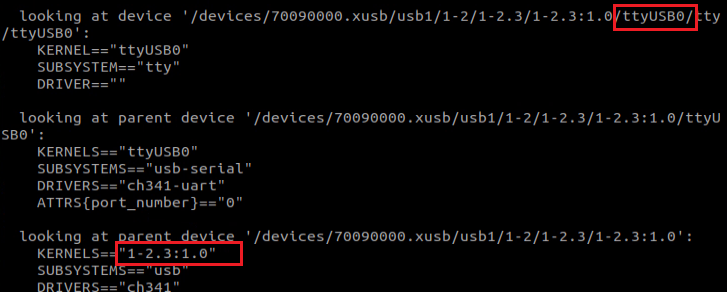 looking at device '/devices/70090000.xusb/usb1/1-2/1-2.3/1-2.3:1.0/ttyUSB0/tty
/ttyUSB0':
KERNEL=="ttyUSB0"
SUBSYSTEM=="tty"
DRIVER==""
looking at parent device '/devices/70090000.xusb/usb1/1-2/1-2.3/1-2.3:1.0/ttyU
SB0':
KERNELS=="ttyUSB0"
SUBSYSTEMS=="usb-serial"
DRIVERS=="ch341-uart"
ATTRS{port_number}=="0"
looking at parent device '/devices/70090000.xusb/usb1/1-2/1-2.3/1-2.3:1.0':
KERNELS=="1-2.3:1.0"
SUBSYSTEMS=="usb"
DRIVERS=="ch341"